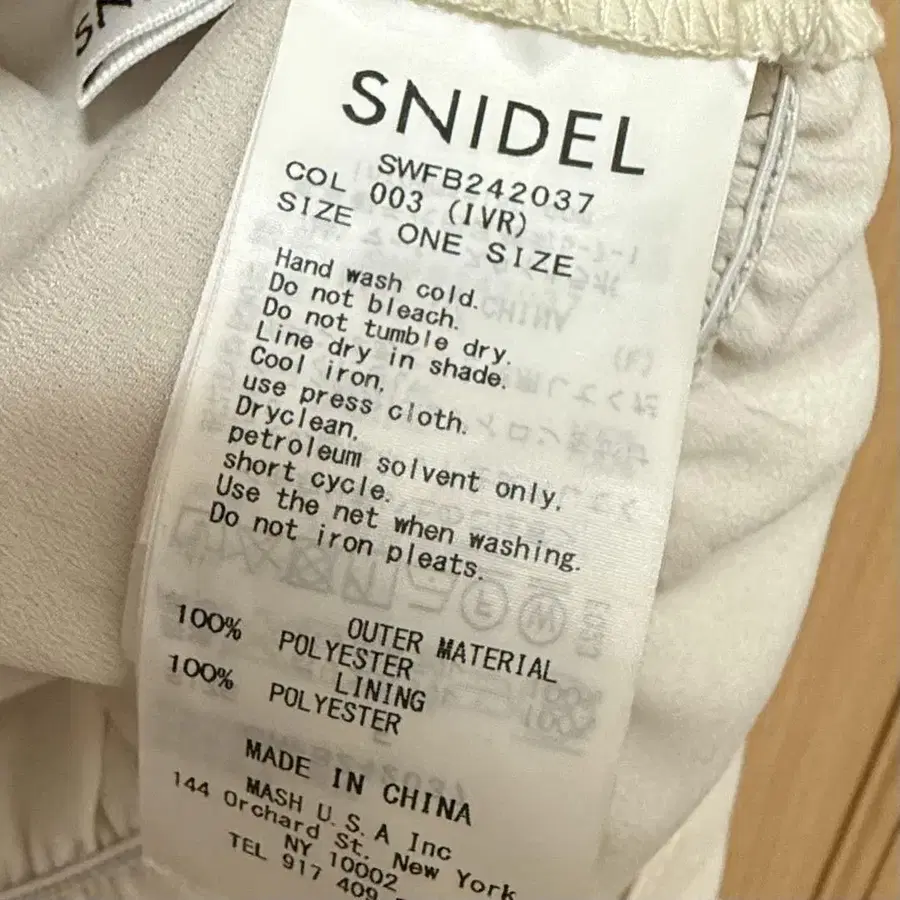 SNIDEL
SWFB242037
COL 003 (IVR)
SIZE ONE SIZE
Hand wash cold.
Do not bleach.
Do not tumble dry.
Line dry in shade.
Cool iron,
use press cloth.
Dryclean,
petroleum solvent only,
short cycle.
Use the net when washing.
Do not iron pleats.
OUTER MATERIAL
100% POLYESTER
LINING
100% POLYESTER
MADE IN CHINA
MASH U.S.A Inc
144 Orchard St, New York
NY 10002
TEL 917 409